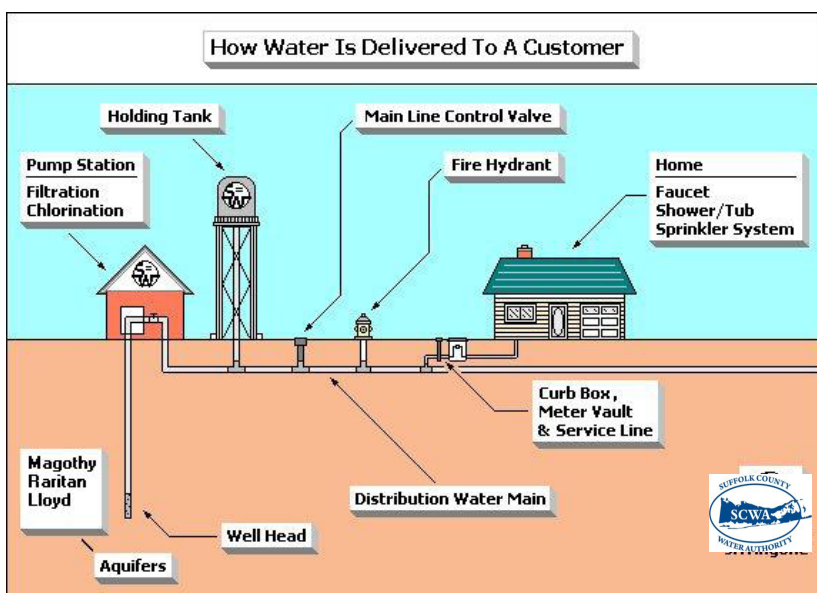 How Water Is Delivered To A Customer
Holding Tank
Main Line Control Valve
Pump Station
Filtration
Chlorination
Fire Hydrant
Home
Faucet
Shower/Tub
Sprinkler System
Curb Box,
Meter Vault
& Service Line
Magothy
Raritan
Lloyd
Distribution Water Main
Well Head
Aquifers
SUFFOLK COUNTY
SCWA
WATER AUTHORITY